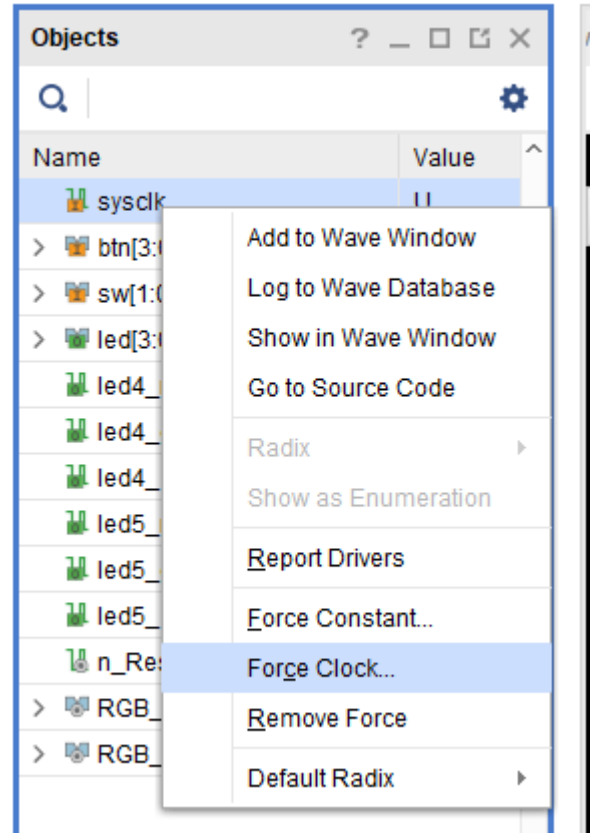 Objects ?
Name Value
sysclk U
btn[3:
sw[1:
led[3:
led4_
led4_
led4_
led5_
led5_
led5_
n_Re
RGB_
RGB_
Add to Wave Window
Log to Wave Database
Show in Wave Window
Go to Source Code
Radix
Show as Enumeration
Report Drivers
Force Constant...
Force Clock...
Remove Force
Default Radix